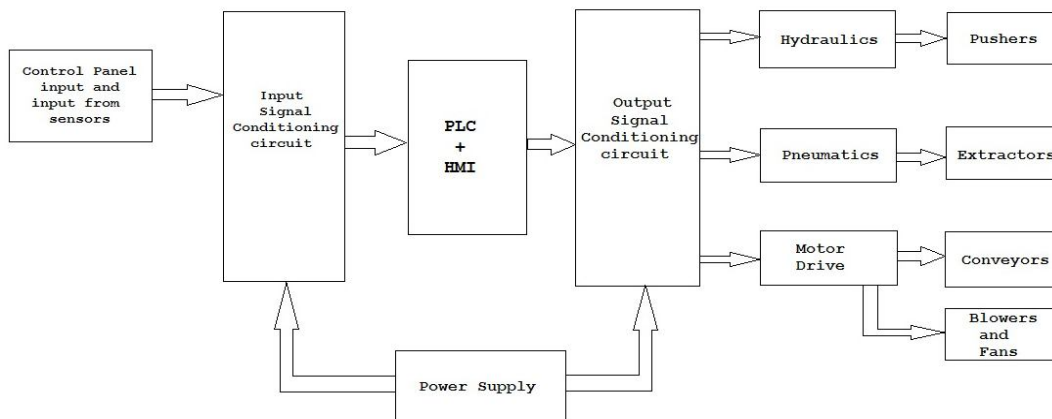 Control Panel
input and
input from
sensors
Input
Signal
Conditioning
circuit
PLC
+
HMI
Output
Signal
Conditioning
circuit
Hydraulics
Pushers
Pneumatics
Extractors
Motor
Drive
Conveyors
Blowers
and
Fans
Power Supply